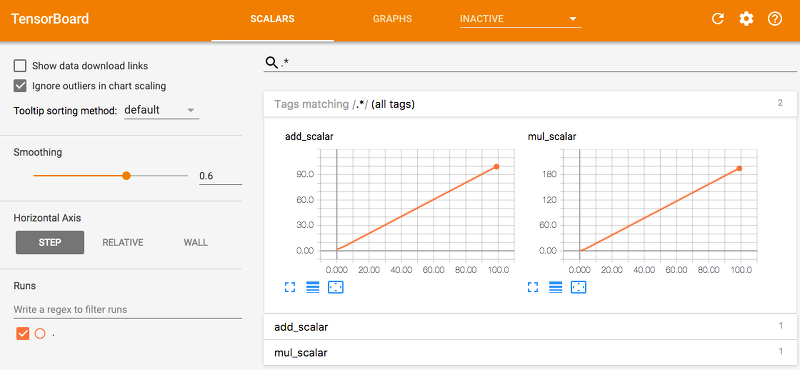 TensorBoard
SCALARS
GRAPHS
INACTIVE
Show data download links
Ignore outliers in chart scaling
Tooltip sorting method: default
Smoothing
0.6
Horizontal Axis
STEP
RELATIVE
WALL
Runs
Write a regex to filter runs
.
.*
Tags matching /.*/ (all tags)
2
add_scalar
90.0
60.0
30.0
0.00
0.000 20.00 40.00 60.00 80.00 100.0
mul_scalar
180
120
60.0
0.00
0.000 20.00 40.00 60.00 80.00 100.0
add_scalar
1
mul_scalar
1